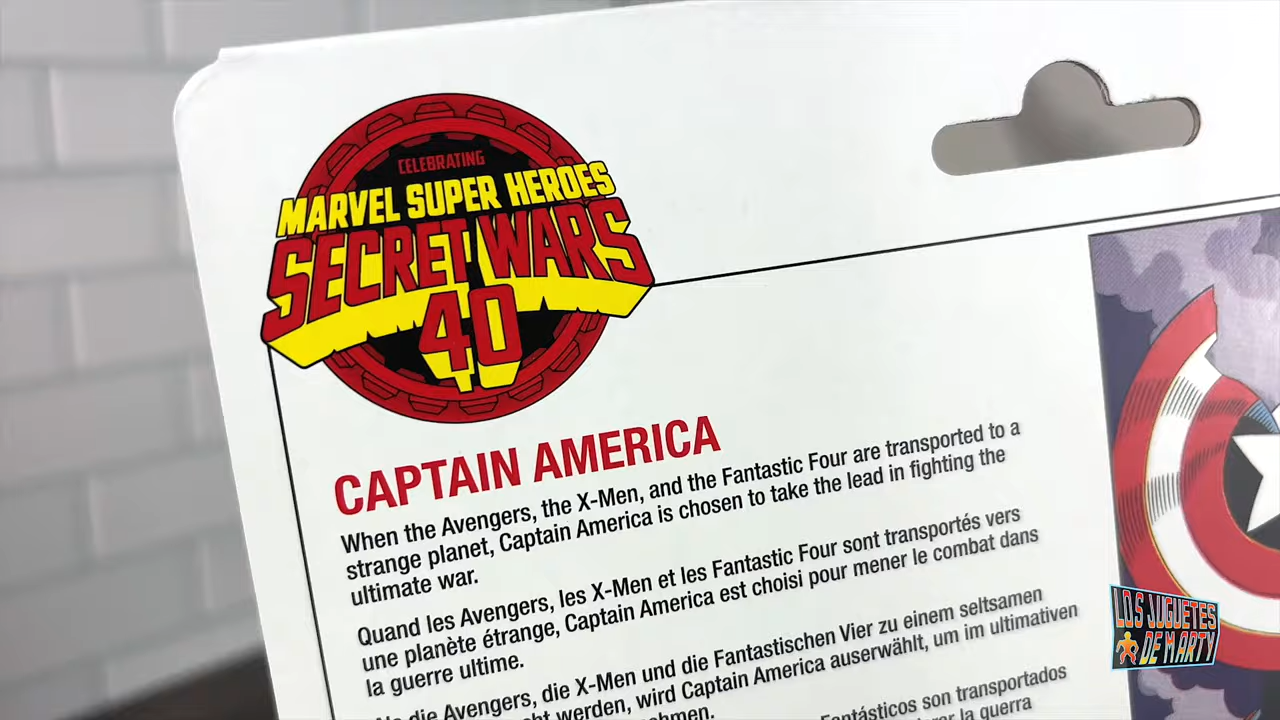 CELEBRATING
MARVEL SUPER HEROES
SECRET WARS
40
CAPTAIN AMERICA
When the Avengers, the X-Men, and the Fantastic Four are transported to a
strange planet, Captain America is chosen to take the lead in fighting the
ultimate war.
Quand les Avengers, les X-Men et les Fantastic Four sont transportés vers
une planète étrange, Captain America est choisi pour mener le combat dans
la guerre ultime.
die Avengers, die X-Men und die Fantastischen Vier zu einem seltsamen
werden, wird Captain America auserwählt, um im ultimativen
Fantásticos son transportados
la guerra
LOS JUGUETES
DE MARTY